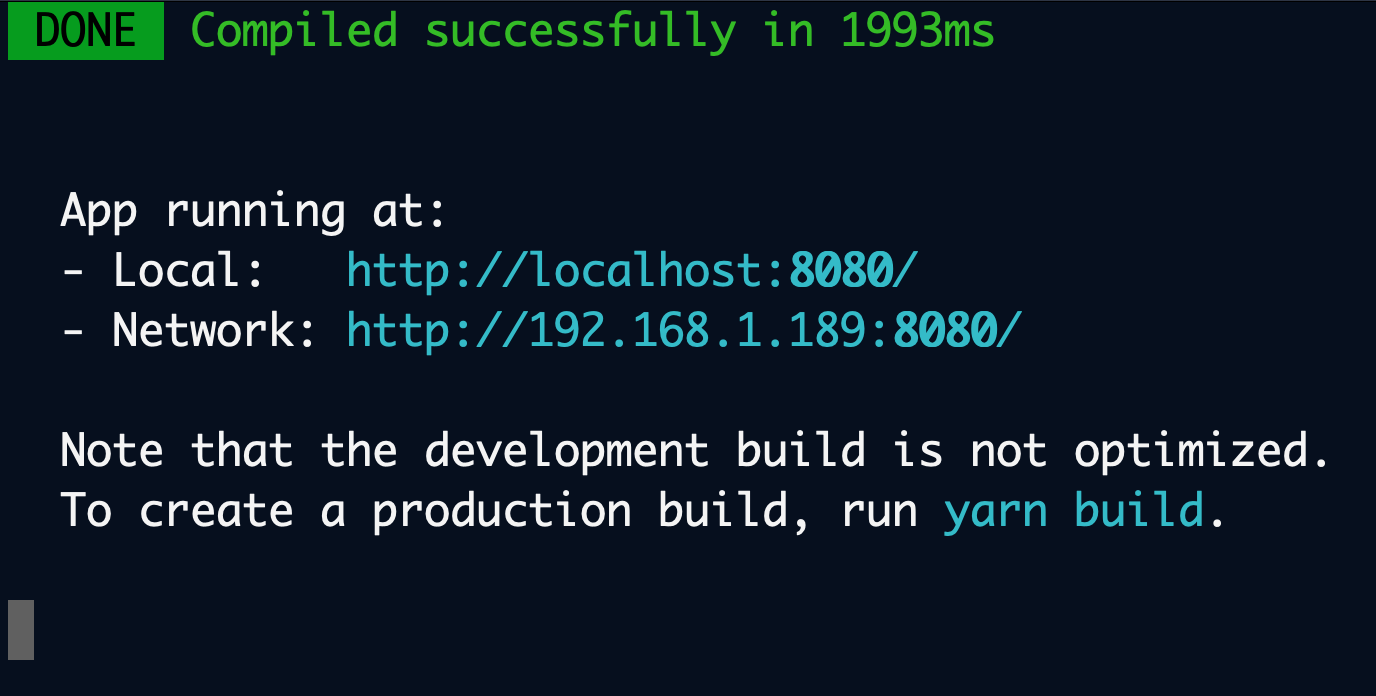 DONE Compiled successfully in 1993ms
App running at:
- Local: http://localhost:8080/
- Network: http://192.168.1.189:8080/
Note that the development build is not optimized.
To create a production build, run yarn build.